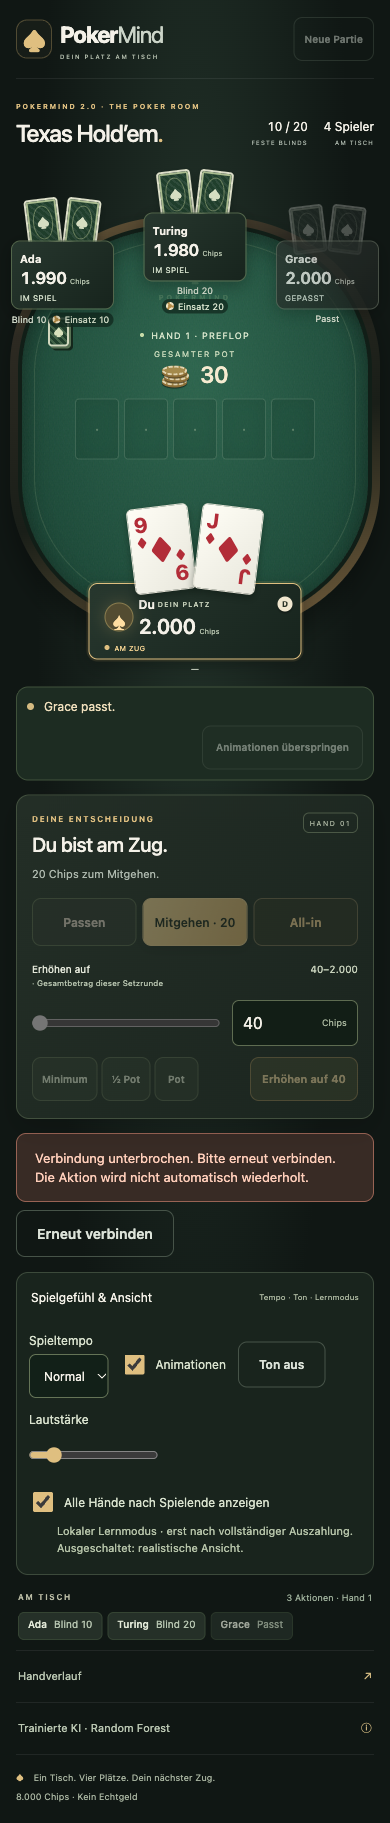 PokerMind
DEIN PLATZ AM TISCH
Neue Partie
POKERMIND 2.0 · THE POKER ROOM
Texas Hold'em.
10 / 20
FESTE BLINDS
4 Spieler
AM TISCH
Ada
1.990 Chips
IM SPIEL
Blind 10
Einsatz 10
Turing
1.980 Chips
IM SPIEL
Blind 20
Einsatz 20
Grace
2.000 Chips
GEPASST
Passt
POKERMIND
HAND 1 · PREFLOP
GESAMTER POT
30
9
9
J
J
Du DEIN PLATZ
D
2.000 Chips
AM ZUG
–
Grace passt.
Animationen überspringen
DEINE ENTSCHEIDUNG
HAND 01
Du bist am Zug.
20 Chips zum Mitgehen.
Passen
Mitgehen · 20
All-in
Erhöhen auf
40–2.000
· Gesamtbetrag dieser Setzrunde
40 Chips
Minimum
½ Pot
Pot
Erhöhen auf 40
Verbindung unterbrochen. Bitte erneut verbinden.
Die Aktion wird nicht automatisch wiederholt.
Erneut verbinden
Spielgefühl & Ansicht
Tempo · Ton · Lernmodus
Spieltempo
Normal
Animationen
Ton aus
Lautstärke
Alle Hände nach Spielende anzeigen
Lokaler Lernmodus · erst nach vollständiger Auszahlung.
Ausgeschaltet: realistische Ansicht.
AM TISCH
3 Aktionen · Hand 1
Ada Blind 10
Turing Blind 20
Grace Passt
Handverlauf
Trainierte KI · Random Forest
Ein Tisch. Vier Plätze. Dein nächster Zug.
8.000 Chips · Kein Echtgeld